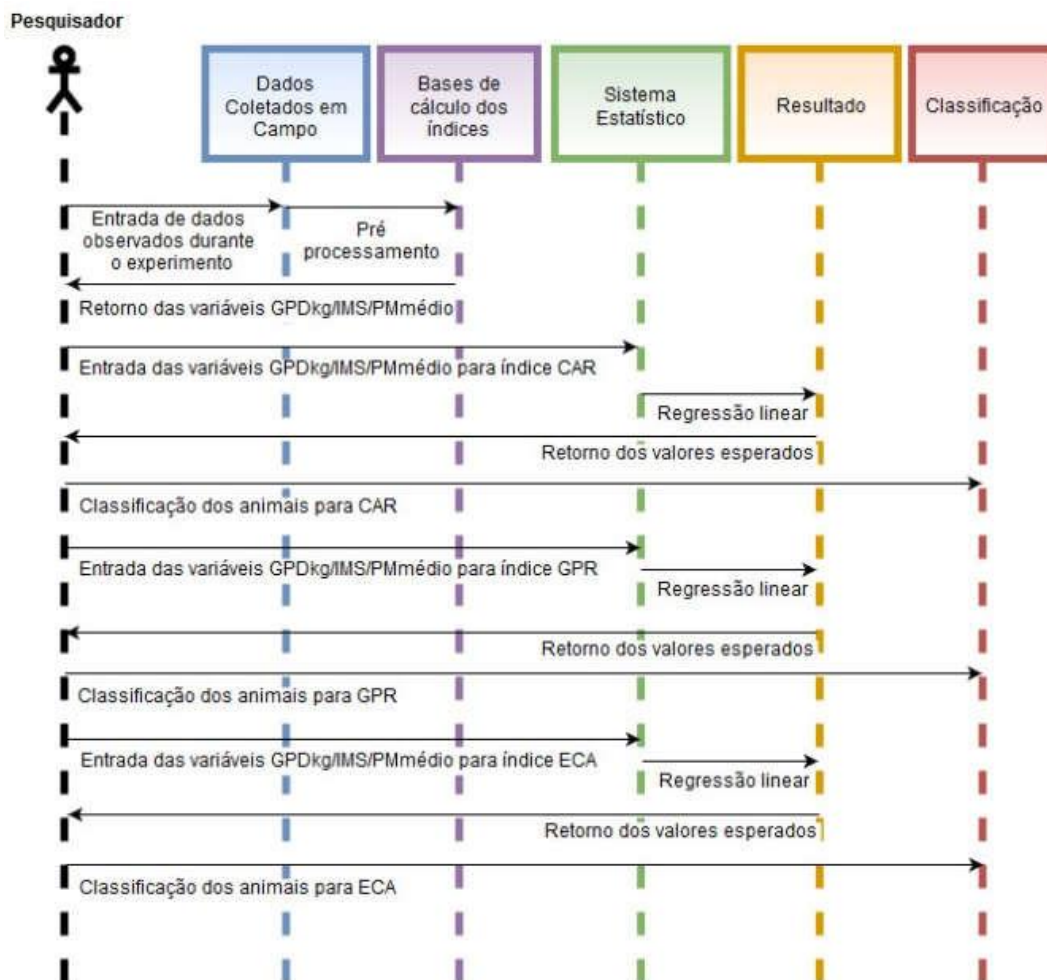 Pesquisador
Dados
Coletados em
Campo
Bases de
cálculo dos
índices
Sistema
Estatístico
Resultado
Classificação
Entrada de dados
observados durante
o experimento
Pré
processamento
Retorno das variáveis GPDkg/IMS/PMmédio
Entrada das variáveis GPDkg/IMS/PMmédio para índice CAR
Regressão linear
Retorno dos valores esperados
Classificação dos animais para CAR
Entrada das variáveis GPDkg/IMS/PMmédio para índice GPR
Regressão linear
Retorno dos valores esperados
Classificação dos animais para GPR
Entrada das variáveis GPDkg/IMS/PMmédio para índice ECA
Regressão linear
Retorno dos valores esperados
Classificação dos animais para ECA